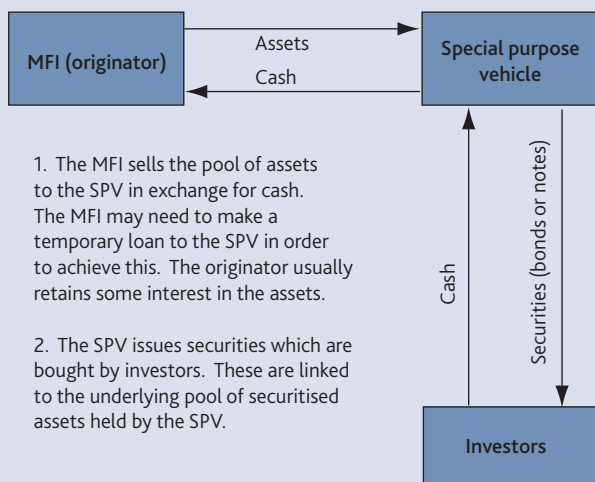 MFI (originator)
Assets
Cash
Special purpose
vehicle
1. The MFI sells the pool of assets
to the SPV in exchange for cash.
The MFI may need to make a
temporary loan to the SPV in order
to achieve this. The originator usually
retains some interest in the assets.
2. The SPV issues securities which are
bought by investors. These are linked
to the underlying pool of securitised
assets held by the SPV.
Cash
Securities (bonds or notes)
Investors